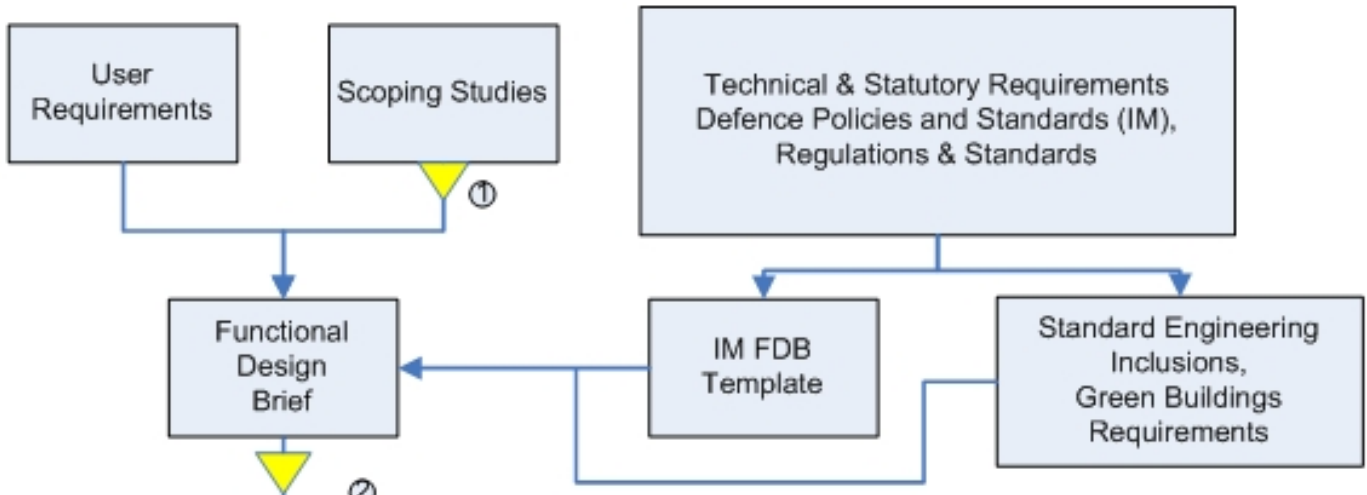 User
Requirements
Scoping Studies
Technical & Statutory Requirements
Defence Policies and Standards (IM),
Regulations & Standards
①
Functional
Design
Brief
IM FDB
Template
Standard Engineering
Inclusions,
Green Buildings
Requirements
②